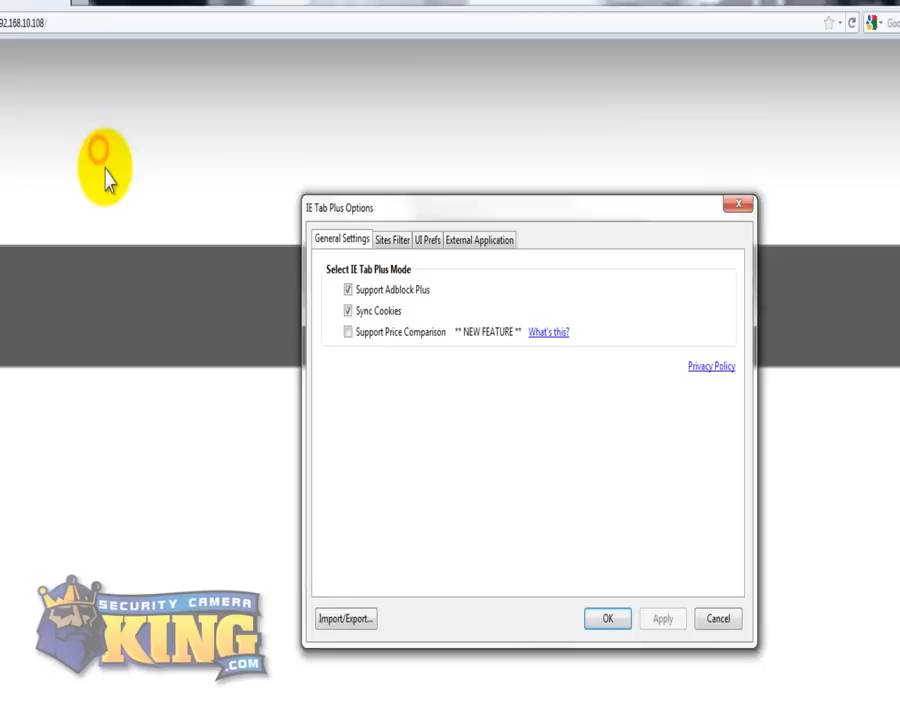 92.168.10.108/
Goo
IE Tab Plus Options
General Settings Sites Filter UI Prefs External Application
Select IE Tab Plus Mode
Support Adblock Plus
Sync Cookies
Support Price Comparison ** NEW FEATURE ** What's this?
Privacy Policy
SECURITY CAMERA
KING
.COM
Import/Export... OK Apply Cancel